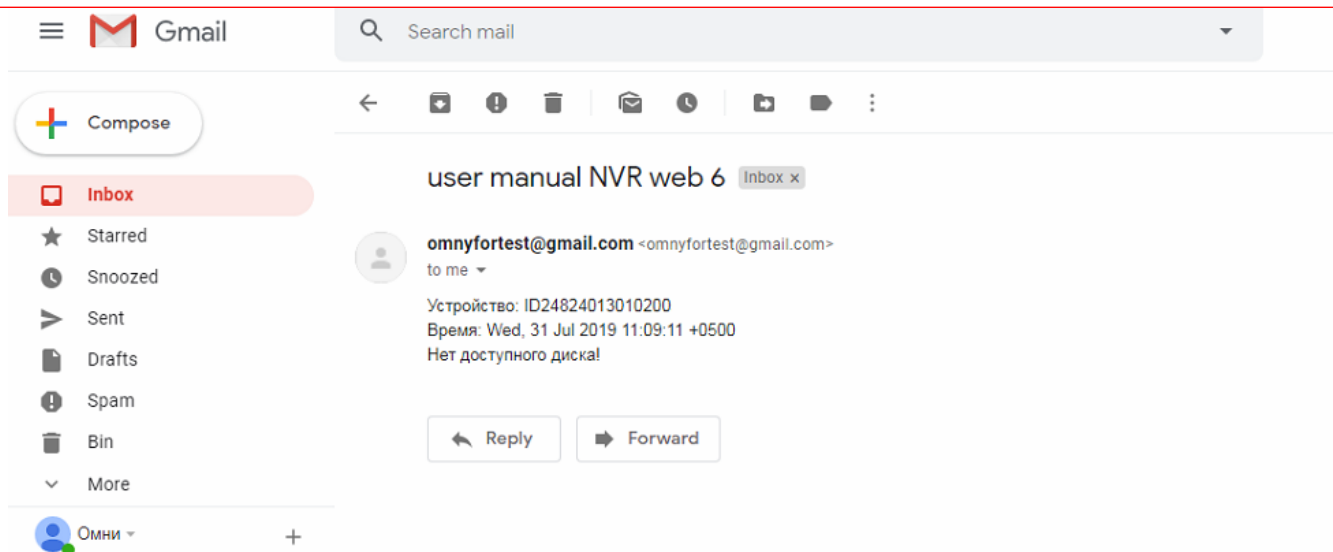 Gmail
Search mail
Compose
Inbox
Starred
Snoozed
Sent
Drafts
Spam
Bin
More
Омни
user manual NVR web 6 Inbox x
omnyfortest@gmail.com <omnyfortest@gmail.com>
to me
Устройство: ID24824013010200
Время: Wed, 31 Jul 2019 11:09:11 +0500
Нет доступного диска!
Reply Forward